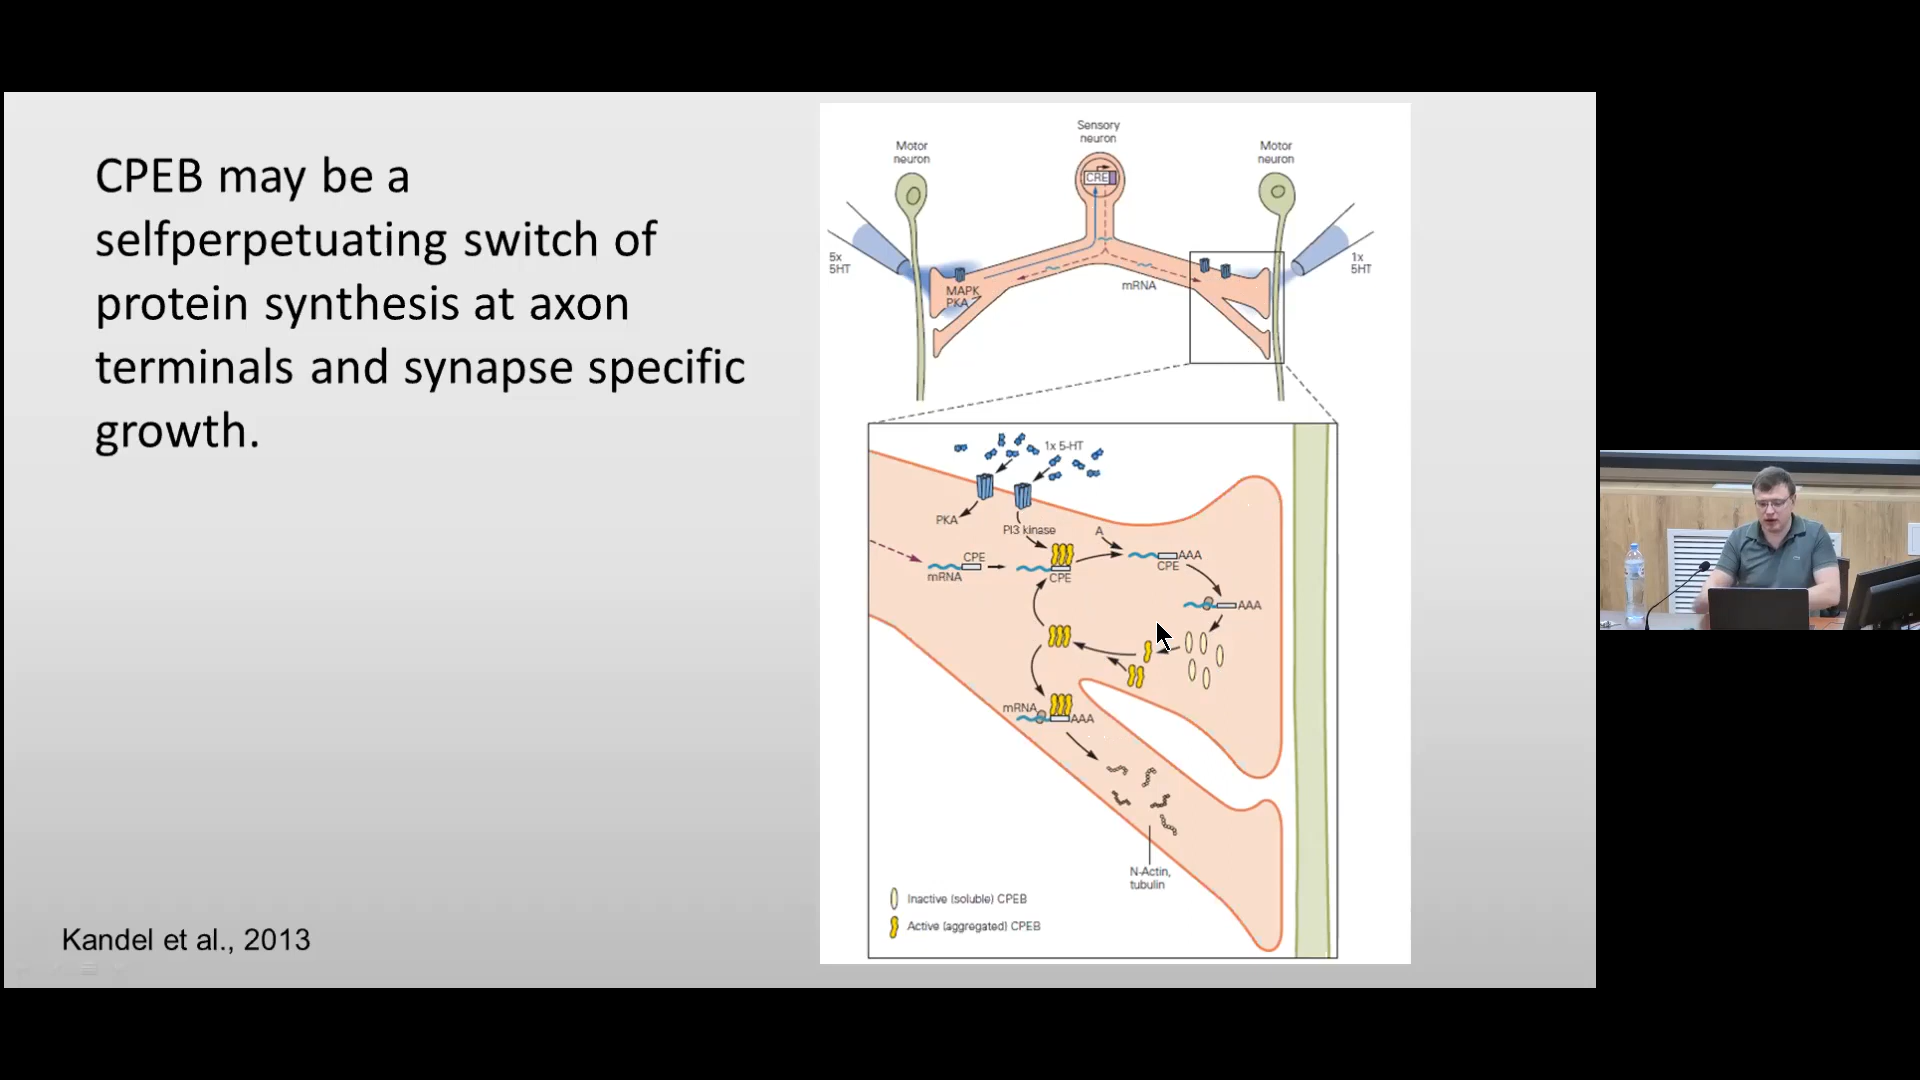 CPEB may be a
selfperpetuating switch of
protein synthesis at axon
terminals and synapse specific
growth.
Kandel et al., 2013
Sensory
neuron
Motor
neuron
Motor
neuron
CRE
5x
5HT
1x
5HT
MAPK
PKA
mRNA
1x 5-HT
PKA
PI3 kinase
A
CPE
mRNA
CPE
AAA
CPE
AAA
mRNA
AAA
N-Actin,
tubulin
Inactive (soluble) CPEB
Active (aggregated) CPEB